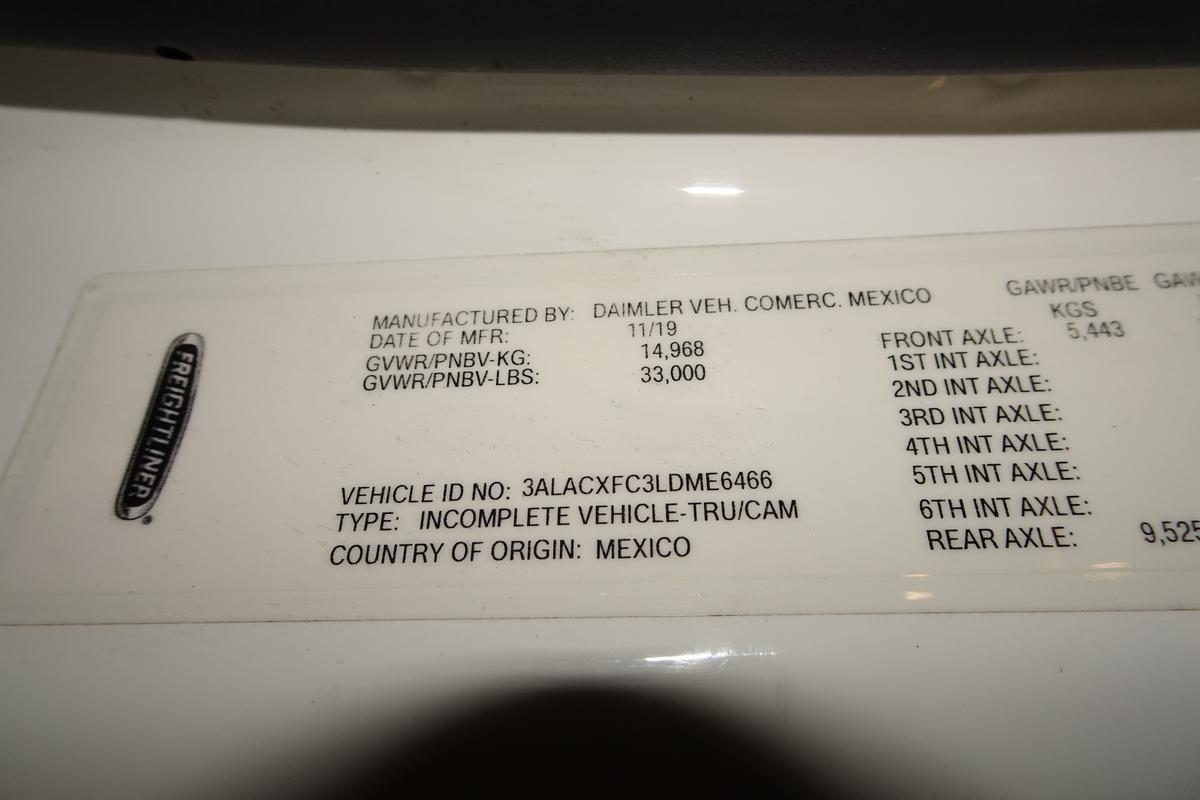 FREIGHTLINER
MANUFACTURED BY: DAIMLER VEH. COMERC. MEXICO
DATE OF MFR: 11/19
GVWR/PNBV-KG: 14,968
GVWR/PNBV-LBS: 33,000
VEHICLE ID NO: 3ALACXFC3LDME6466
TYPE: INCOMPLETE VEHICLE-TRU/CAM
COUNTRY OF ORIGIN: MEXICO
GAWR/PNBE
KGS
FRONT AXLE: 5,443
1ST INT AXLE:
2ND INT AXLE:
3RD INT AXLE:
4TH INT AXLE:
5TH INT AXLE:
6TH INT AXLE:
REAR AXLE: 9,525